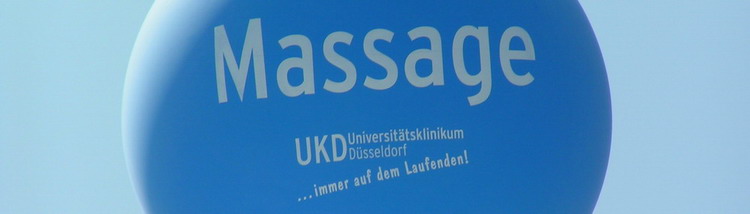 Massage
UKD Universitätsklinikum
Düsseldorf
...immer auf dem Laufenden!